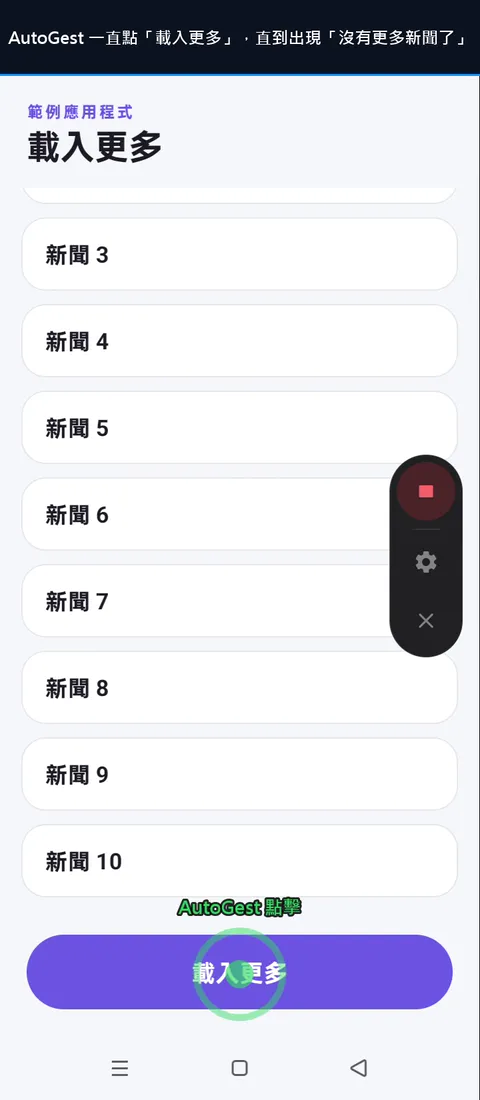 AutoGest 一直點「載入更多」，直到出現「沒有更多新聞了」
範例應用程式
載入更多
新聞 3
新聞 4
新聞 5
新聞 6
新聞 7
新聞 8
新聞 9
新聞 10
AutoGest 點擊
載入更多